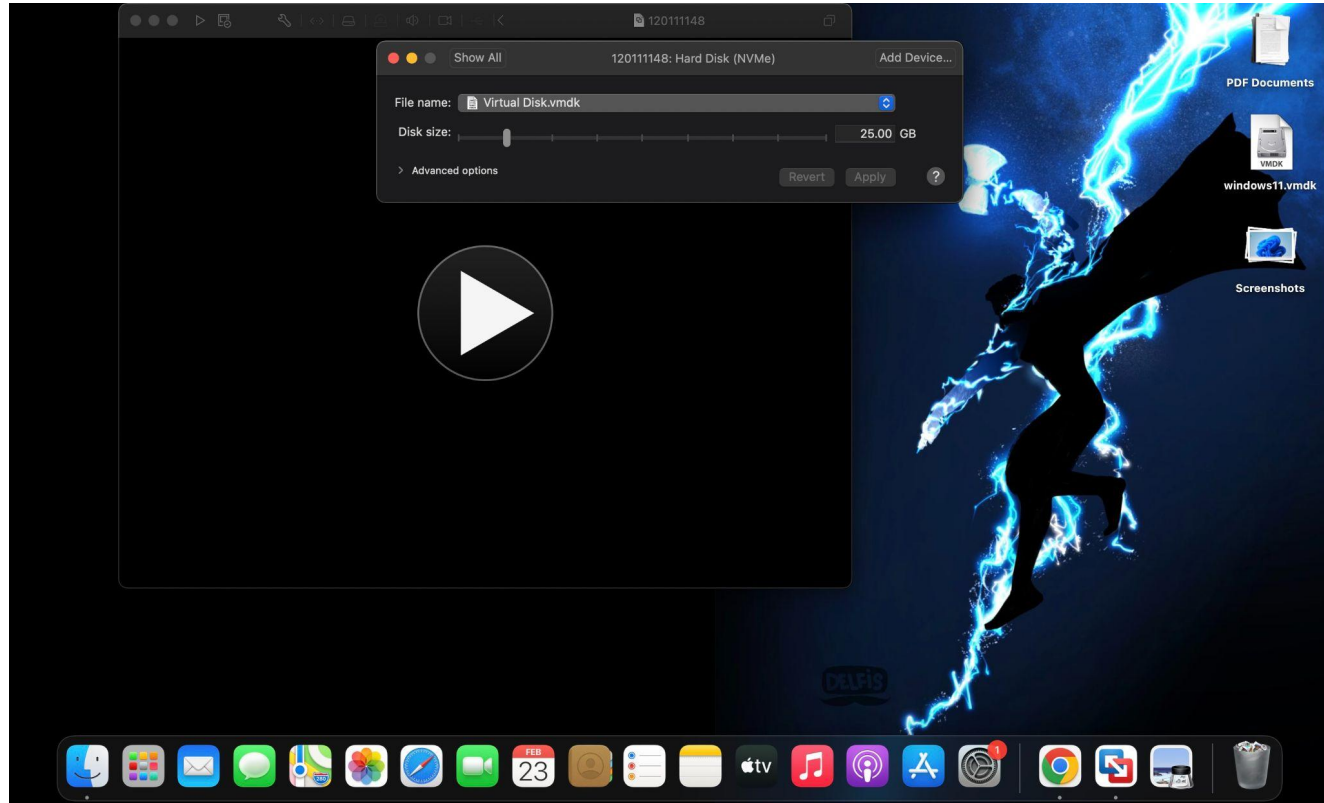 120111148
Show All
120111148: Hard Disk (NVMe)
Add Device...
File name:
Virtual Disk.vmdk
Disk size:
25.00 GB
Advanced options
Revert
Apply
?
PDF Documents
VMDK
windows11.vmdk
Screenshots
DELFiS
FEB
23
280
tv
1